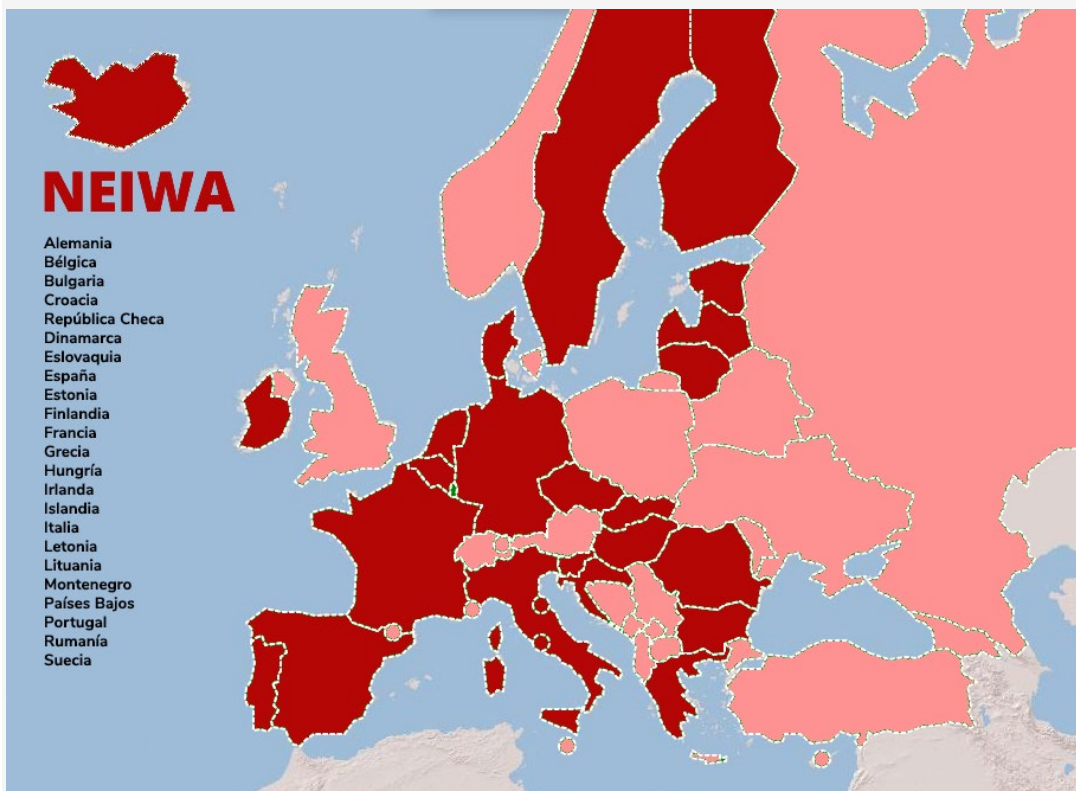 NEIWA
Alemania
Bélgica
Bulgaria
Croacia
República Checa
Dinamarca
Eslovaquia
España
Estonia
Finlandia
Francia
Grecia
Hungría
Irlanda
Islandia
Italia
Letonia
Lituania
Montenegro
Países Bajos
Portugal
Rumanía
Suecia